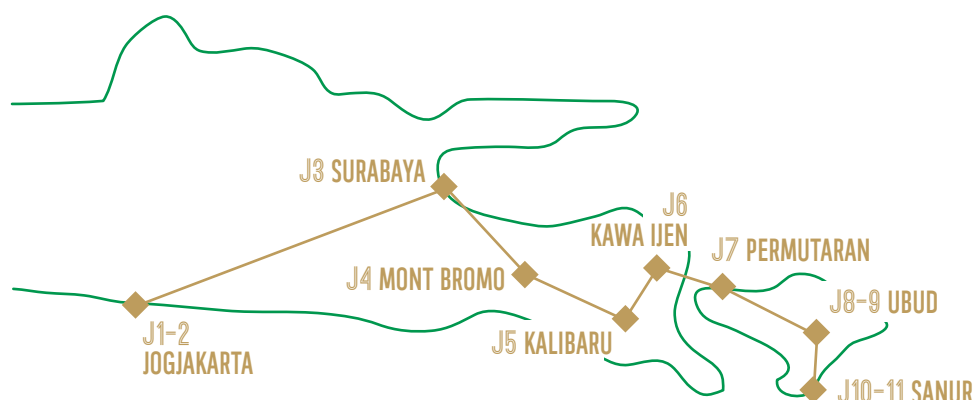 J3 SURABAYA
J6
KAWA IJEN
J7 PERMUTARAN
J4 MONT BROMO
J8-9 UBUD
J1-2
JOGJAKARTA
J5 KALIBARU
J10-11 SANUR